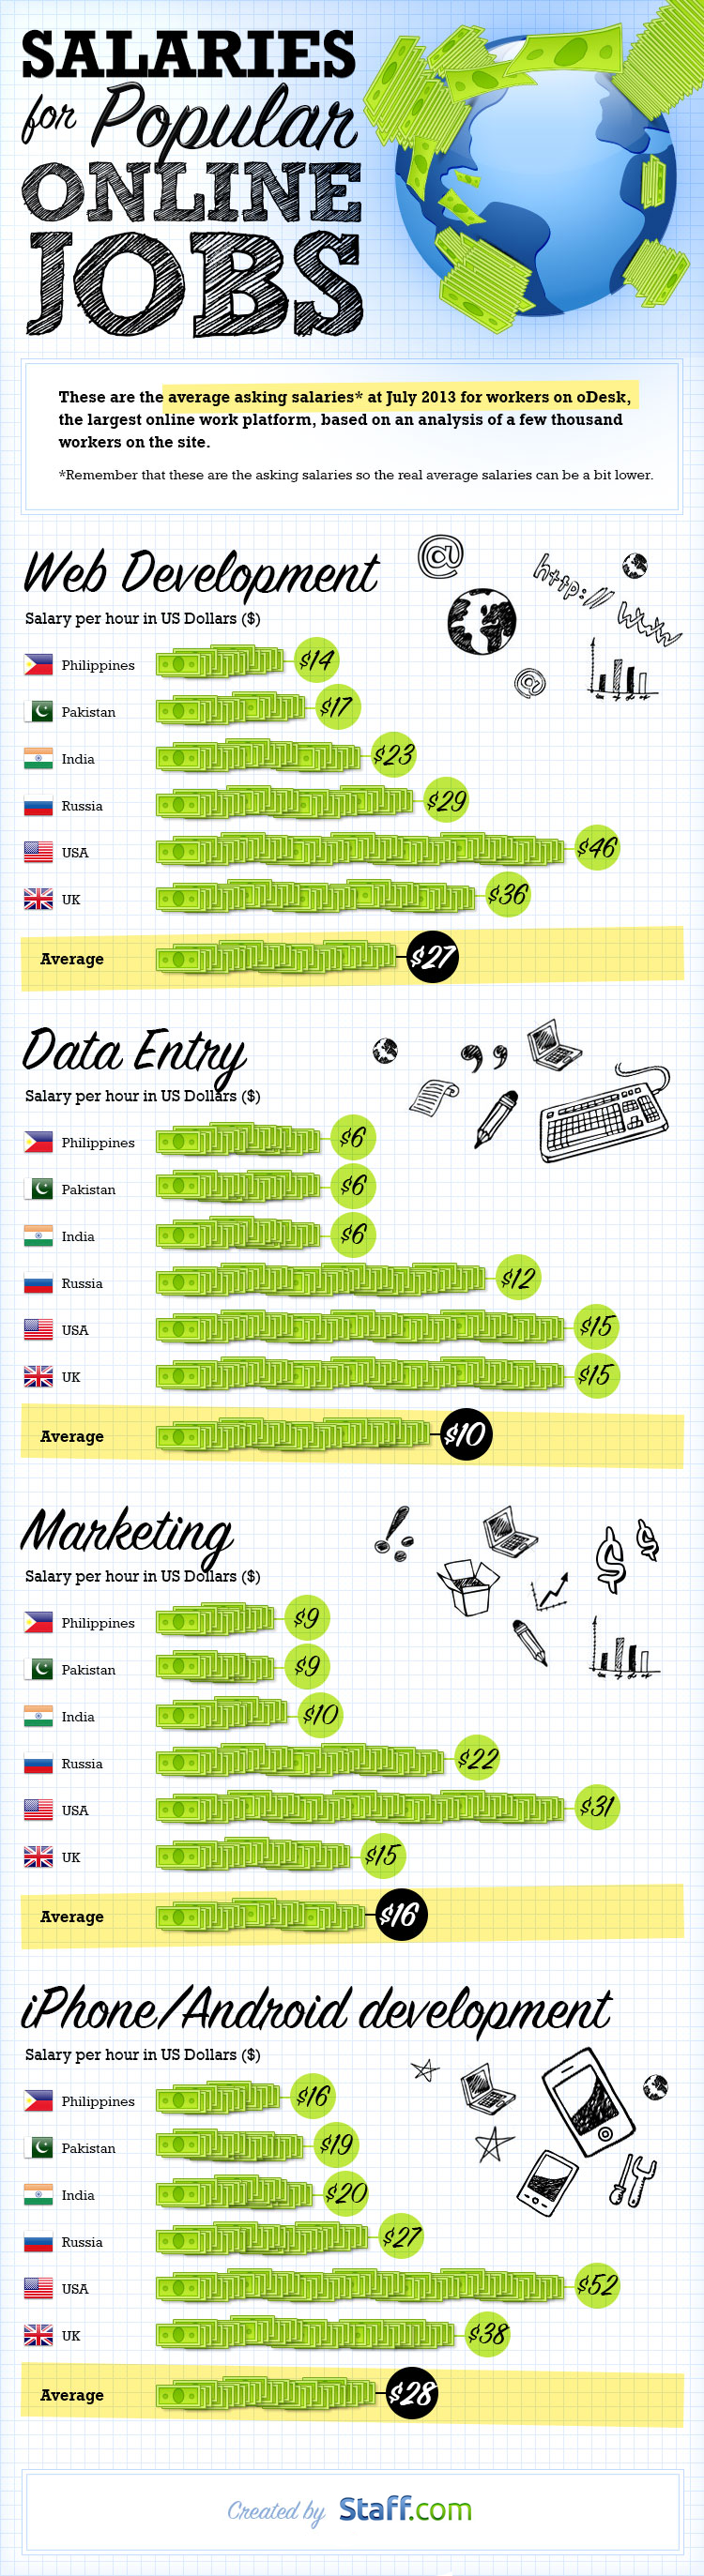 SALARIES
for Popular
ONLINE
JOBS
These are the average asking salaries* at July 2013 for workers on oDesk,
the largest online work platform, based on an analysis of a few thousand
workers on the site.
*Remember that these are the asking salaries so the real average salaries can be a bit lower.
Web Development
@
http://
www
@
Salary per hour in US Dollars ($)
Philippines $14
Pakistan $17
India $23
Russia $29
USA $46
UK $36
Average $27
Data Entry
Salary per hour in US Dollars ($)
Philippines $6
Pakistan $6
India $6
Russia $12
USA $15
UK $15
Average $10
Marketing
!
$ $
Salary per hour in US Dollars ($)
Philippines $9
Pakistan $9
India $10
Russia $22
USA $31
UK $15
Average $16
iPhone/Android development
Salary per hour in US Dollars ($)
Philippines $16
Pakistan $19
India $20
Russia $27
USA $52
UK $38
Average $28
Created by Staff.com